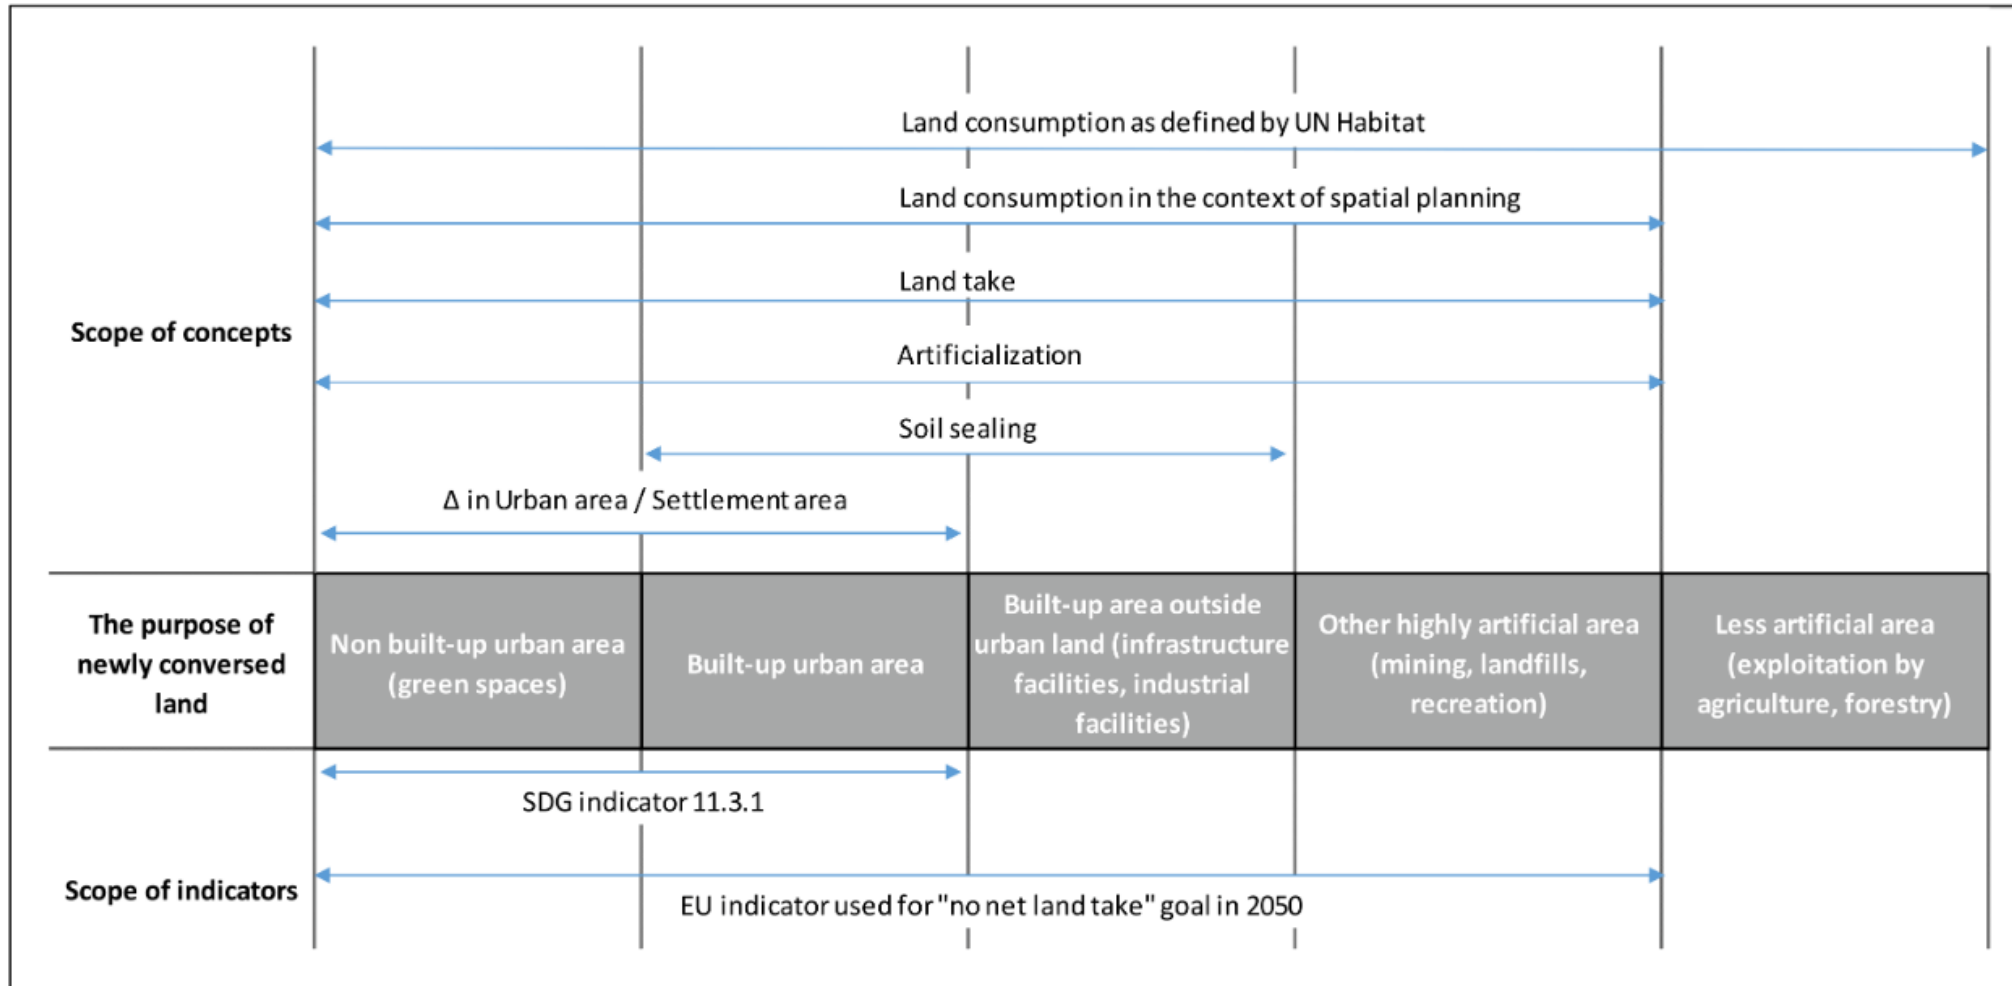 Land consumption as defined by UN Habitat
Land consumption in the context of spatial planning
Land take
Scope of concepts
Artificialization
Soil sealing
Δ in Urban area / Settlement area
The purpose of
newly conversed
land
Non built-up urban area
(green spaces)
Built-up urban area
Built-up area outside
urban land (infrastructure
facilities, industrial
facilities)
Other highly artificial area
(mining, landfills,
recreation)
Less artificial area
(exploitation by
agriculture, forestry)
SDG indicator 11.3.1
Scope of indicators
EU indicator used for "no net land take" goal in 2050